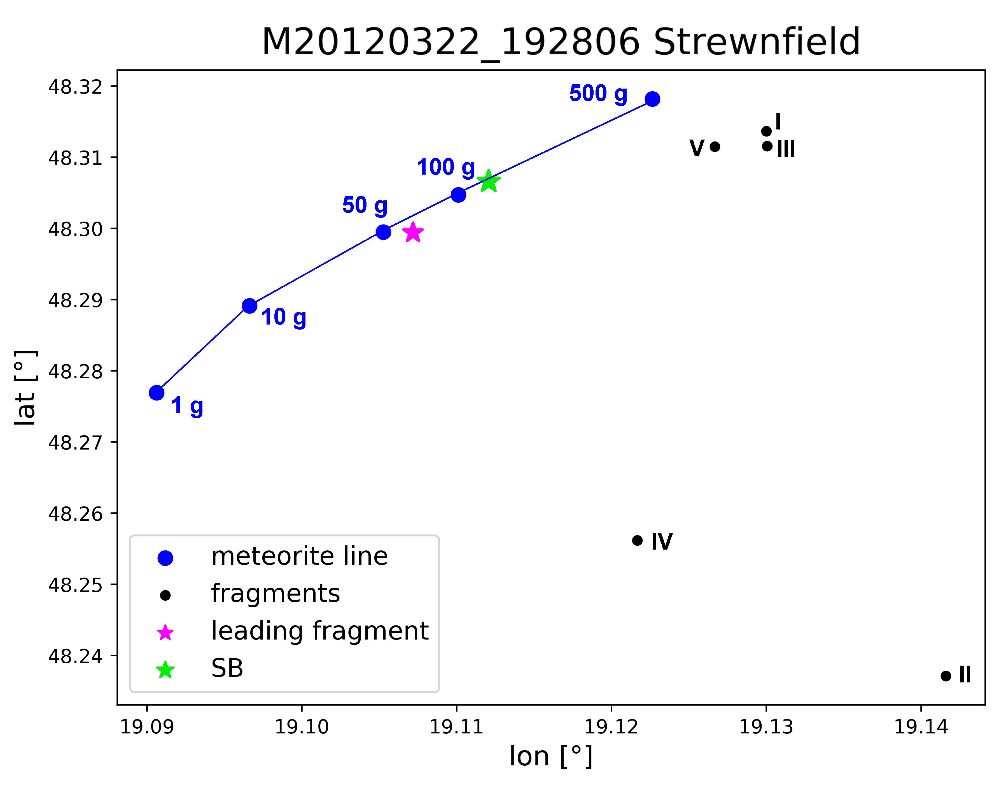 M20120322_192806 Strewnfield
48.32
48.31
48.30
48.29
48.28
48.27
48.26
48.25
48.24
lat [°]
500 g
I
V
III
100 g
50 g
10 g
1 g
IV
II
meteorite line
fragments
leading fragment
SB
19.09 19.10 19.11 19.12 19.13 19.14
lon [°]